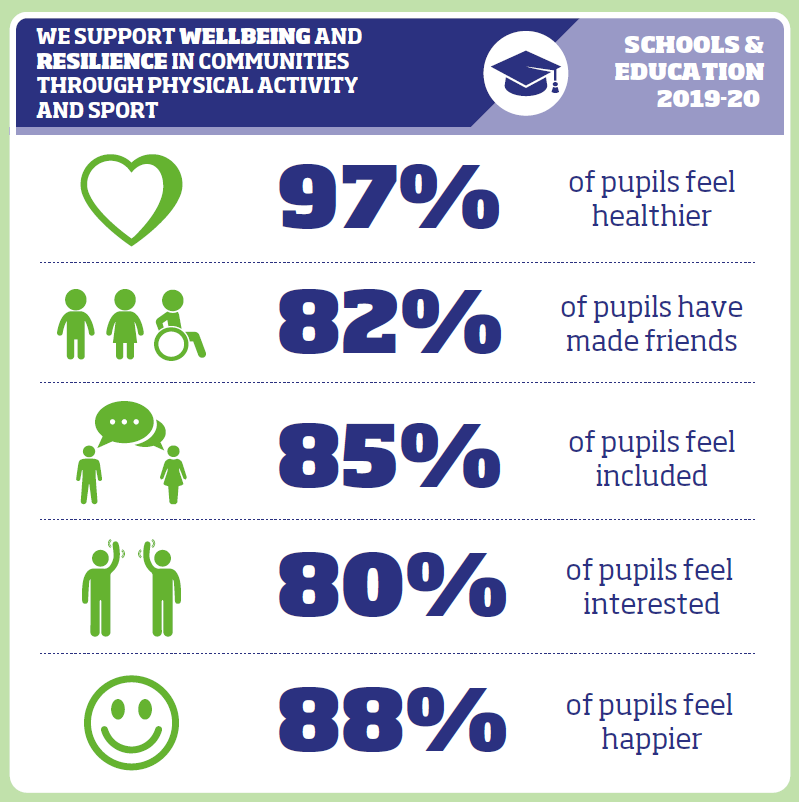 WE SUPPORT WELLBEING AND
RESILIENCE IN COMMUNITIES
THROUGH PHYSICAL ACTIVITY
AND SPORT
SCHOOLS &
EDUCATION
2019-20
97%
of pupils feel
healthier
82%
of pupils have
made friends
85%
of pupils feel
included
80%
of pupils feel
interested
88%
of pupils feel
happier